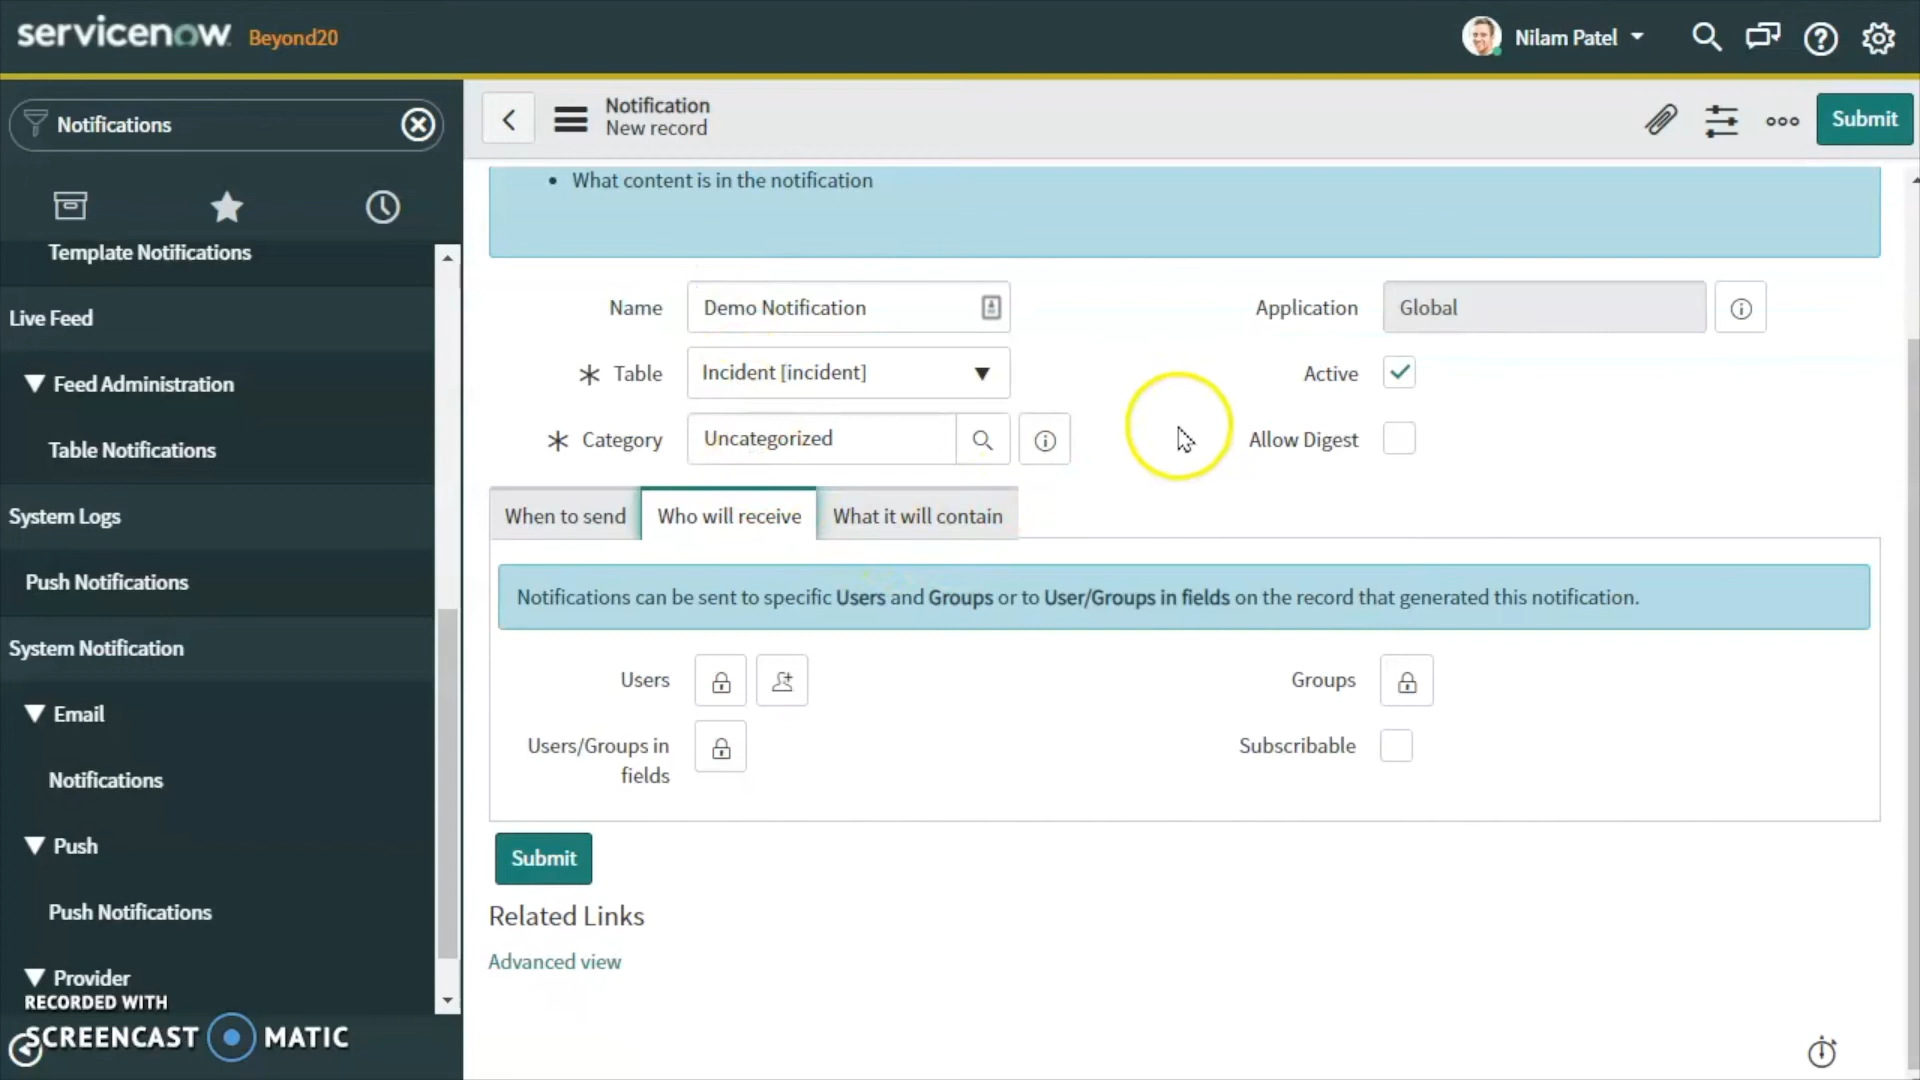 servicenow Beyond20
Nilam Patel
Notifications
Template Notifications
Live Feed
Feed Administration
Table Notifications
System Logs
Push Notifications
System Notification
Email
Notifications
Push
Push Notifications
Provider
RECORDED WITH
SCREENCAST MATIC
Notification
New record
Submit
• What content is in the notification
Name Demo Notification
Application Global
* Table Incident [incident]
Active
* Category Uncategorized
Allow Digest
When to send Who will receive What it will contain
Notifications can be sent to specific Users and Groups or to User/Groups in fields on the record that generated this notification.
Users
Groups
Users/Groups in
fields
Subscribable
Submit
Related Links
Advanced view